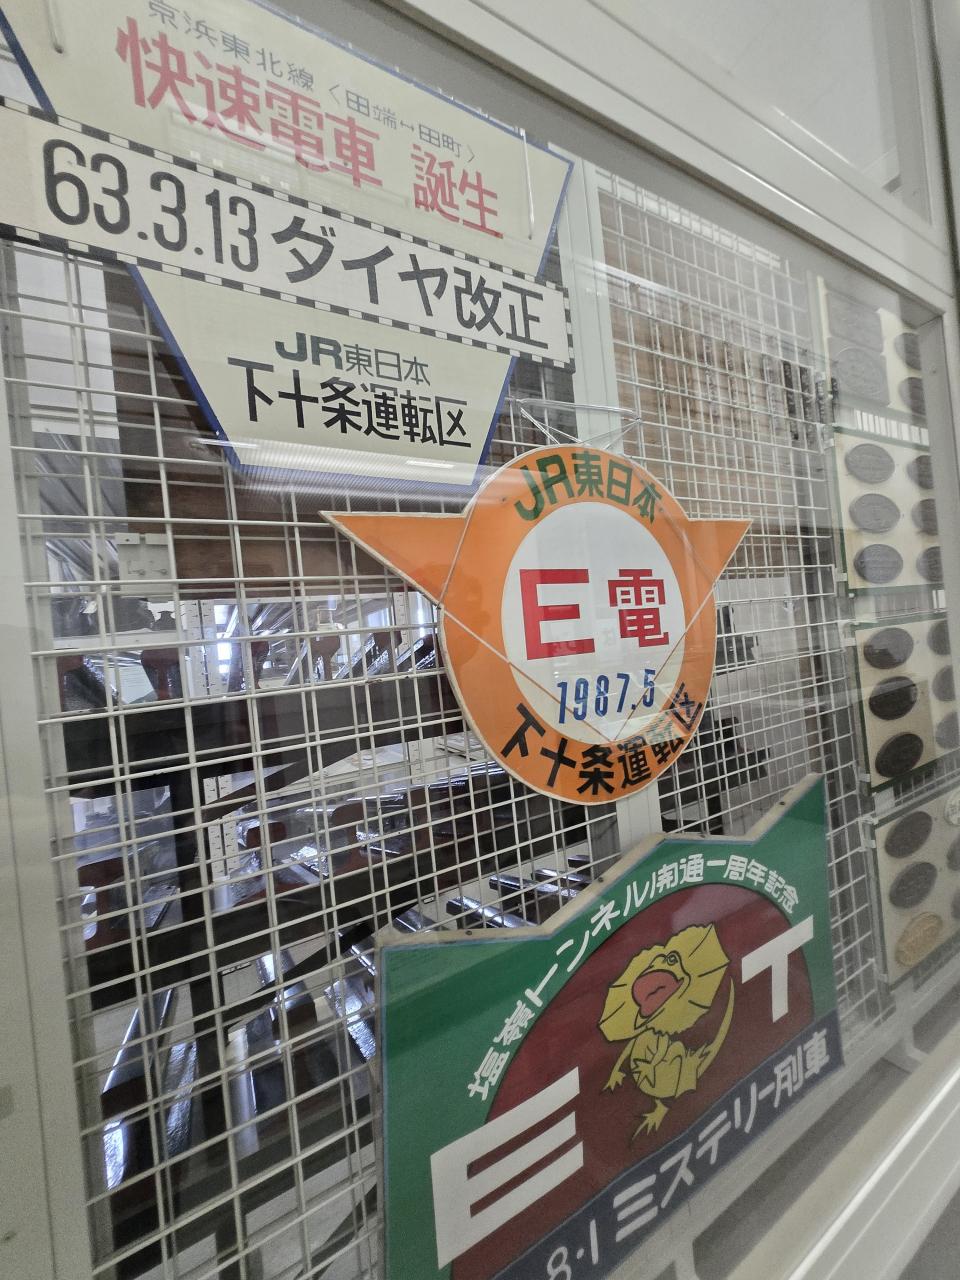 京浜東北線〈田端↔田町〉
快速電車 誕生
63.3.13ダイヤ改正
JR東日本
下十条運転区
JR東日本
E電
1987.5
下十条運転区
塩嶺トンネル開通一周年記念
E T
8·1 ミステリー列車